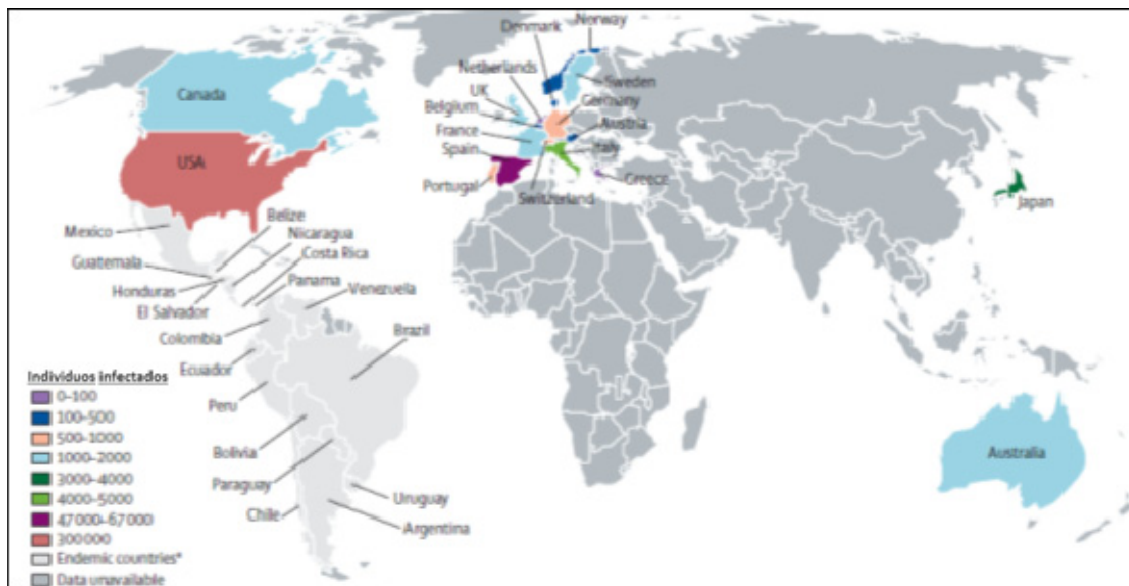 Norway
Denmark
Netherlands
Sweden
UK
Germany
Canada
Belgium
Austria
France
USA
Spain
Italy
Portugal
Greece
Switzerland
Japan
Belize
Mexico
Nicaragua
Guatemala
Costa Rica
Honduras
Panama
El Salvador
Venezuela
Colombia
Brazil
Ecuador
Individuos infectados
0-100
100-500
Peru
500-1000
1000-2000
Bolivia
Australia
3000-4000
Paraguay
4000-5000
Uruguay
47000-67000
Chile
Argentina
300000
Endemic countries*
Data unavailable